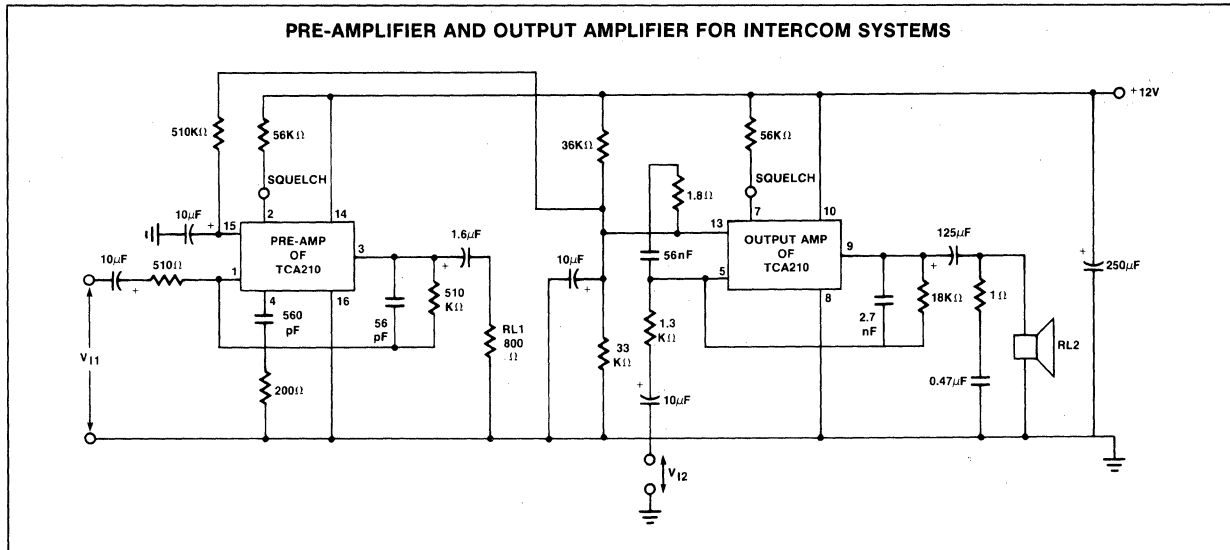 PRE-AMPLIFIER AND OUTPUT AMPLIFIER FOR INTERCOM SYSTEMS
+12V
510KΩ
56KΩ
36KΩ
56KΩ
SQUELCH
1.8Ω
SQUELCH
10μF
+
15
2
14
PRE-AMP
OF
TCA210
3
1.6μF
+
13
7
10
OUTPUT AMP
OF
TCA210
9
125μF
+
+
250μF
10μF
+
510Ω
1
4
16
10μF
+
56nF
5
8
18KΩ
1Ω
560
pF
56
pF
510
KΩ
RL1
800
Ω
1.3
KΩ
2.7
nF
RL2
VI1
200Ω
33
KΩ
+
10μF
0.47μF
VI2